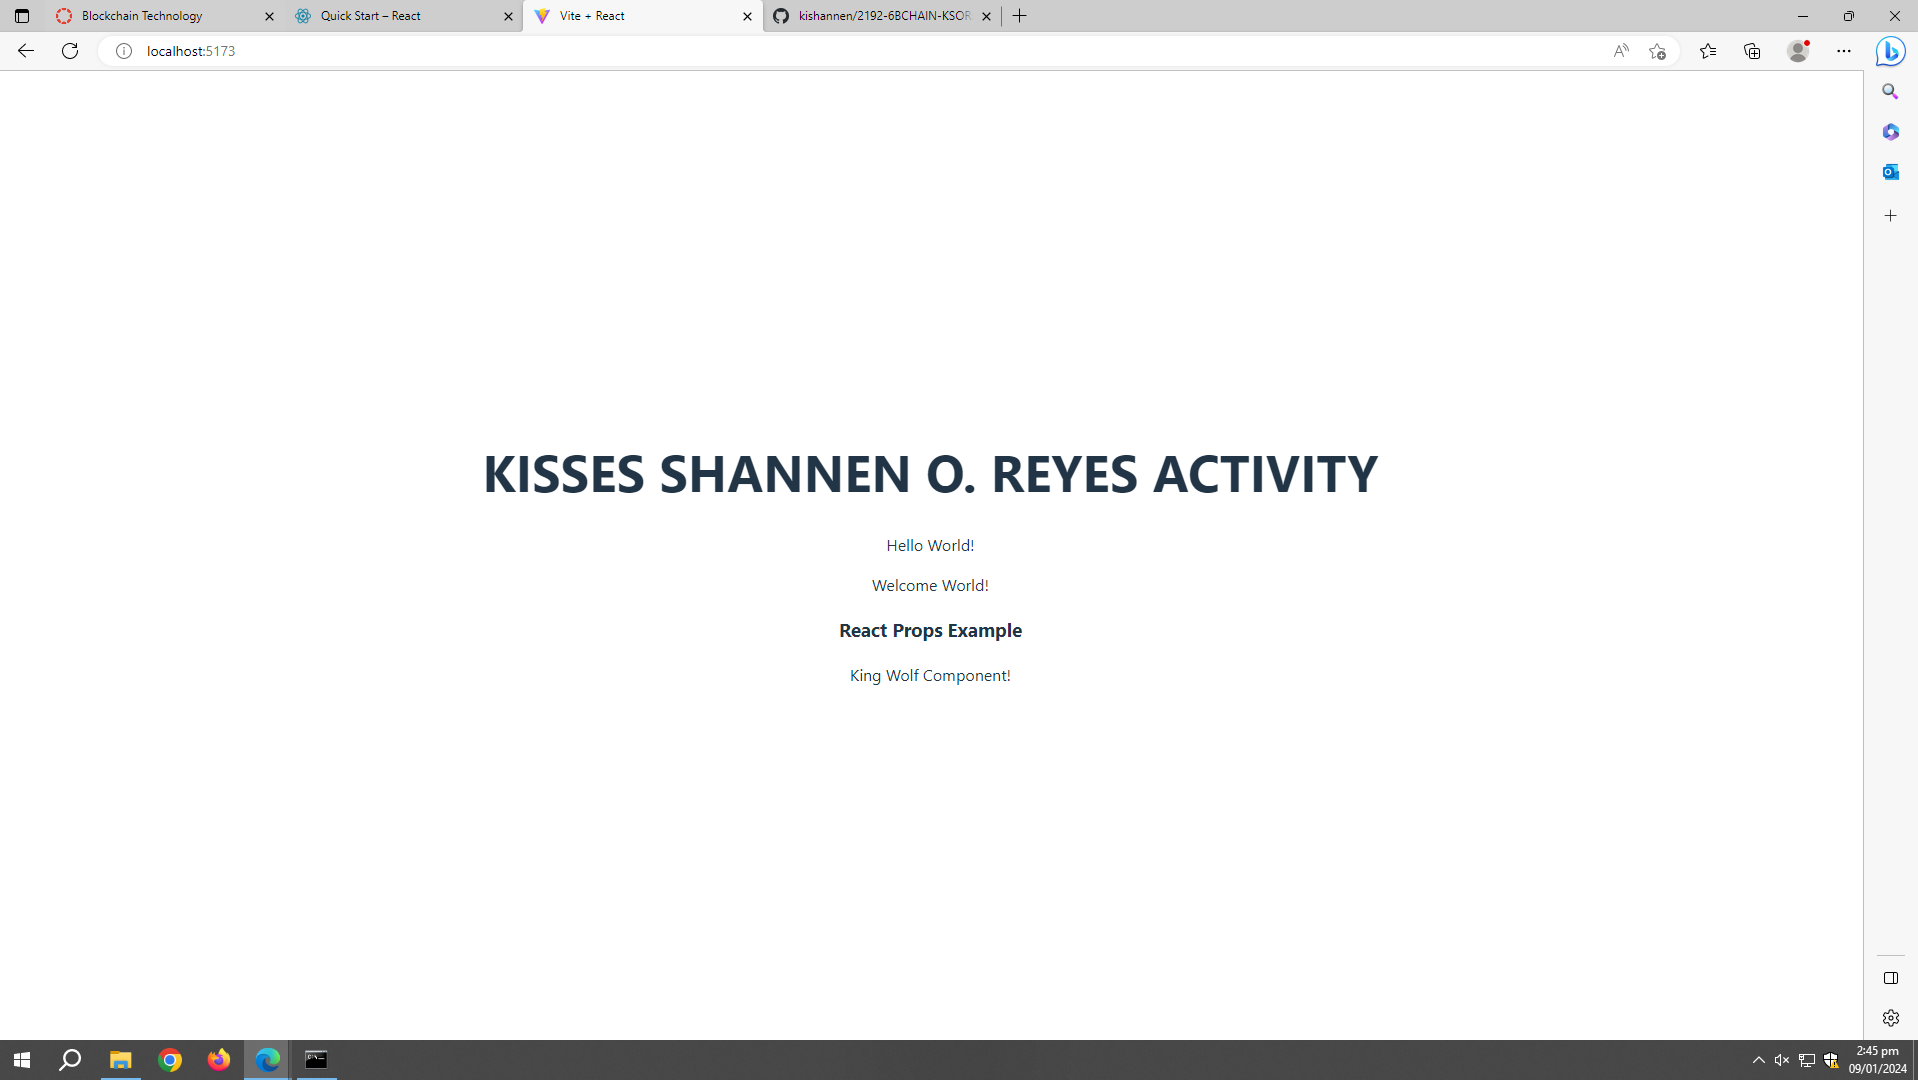 Blockchain Technology
Quick Start – React
Vite + React
kishannen/2192-6BCHAIN-KSOR
localhost:5173
KISSES SHANNEN O. REYES ACTIVITY
Hello World!
Welcome World!
React Props Example
King Wolf Component!
2:45 pm
09/01/2024